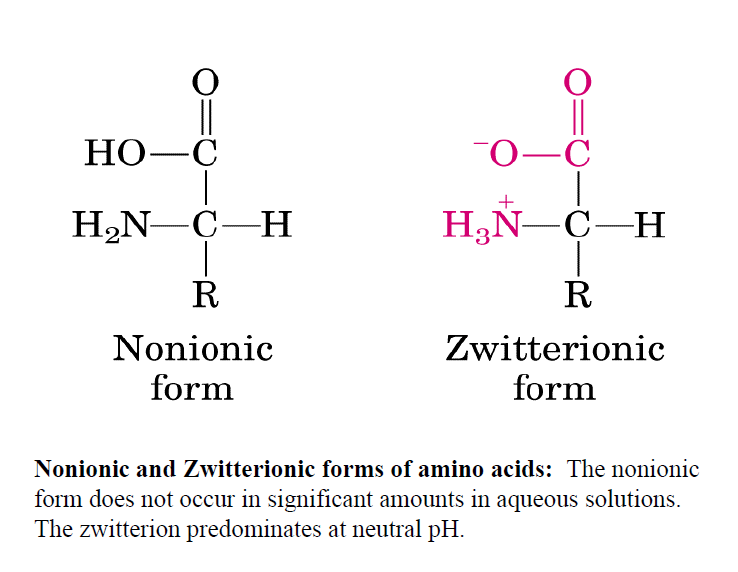 O O
HO—C ⁻O—C
H₂N—C—H H₃N⁺—C—H
R R
Nonionic Zwitterionic
form form
Nonionic and Zwitterionic forms of amino acids: The nonionic
form does not occur in significant amounts in aqueous solutions.
The zwitterion predominates at neutral pH.